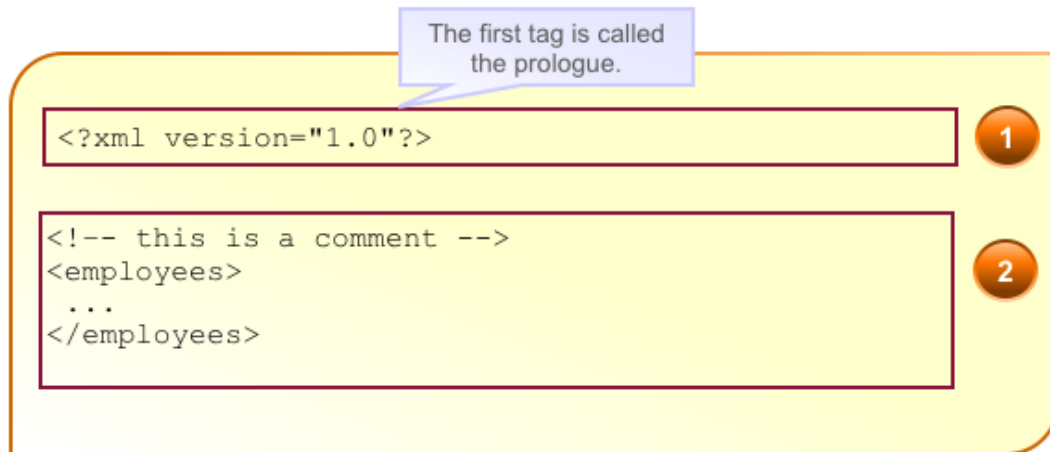 The first tag is called
the prologue.
<?xml version="1.0"?>
1
<!-- this is a comment -->
<employees>
...
</employees>
2